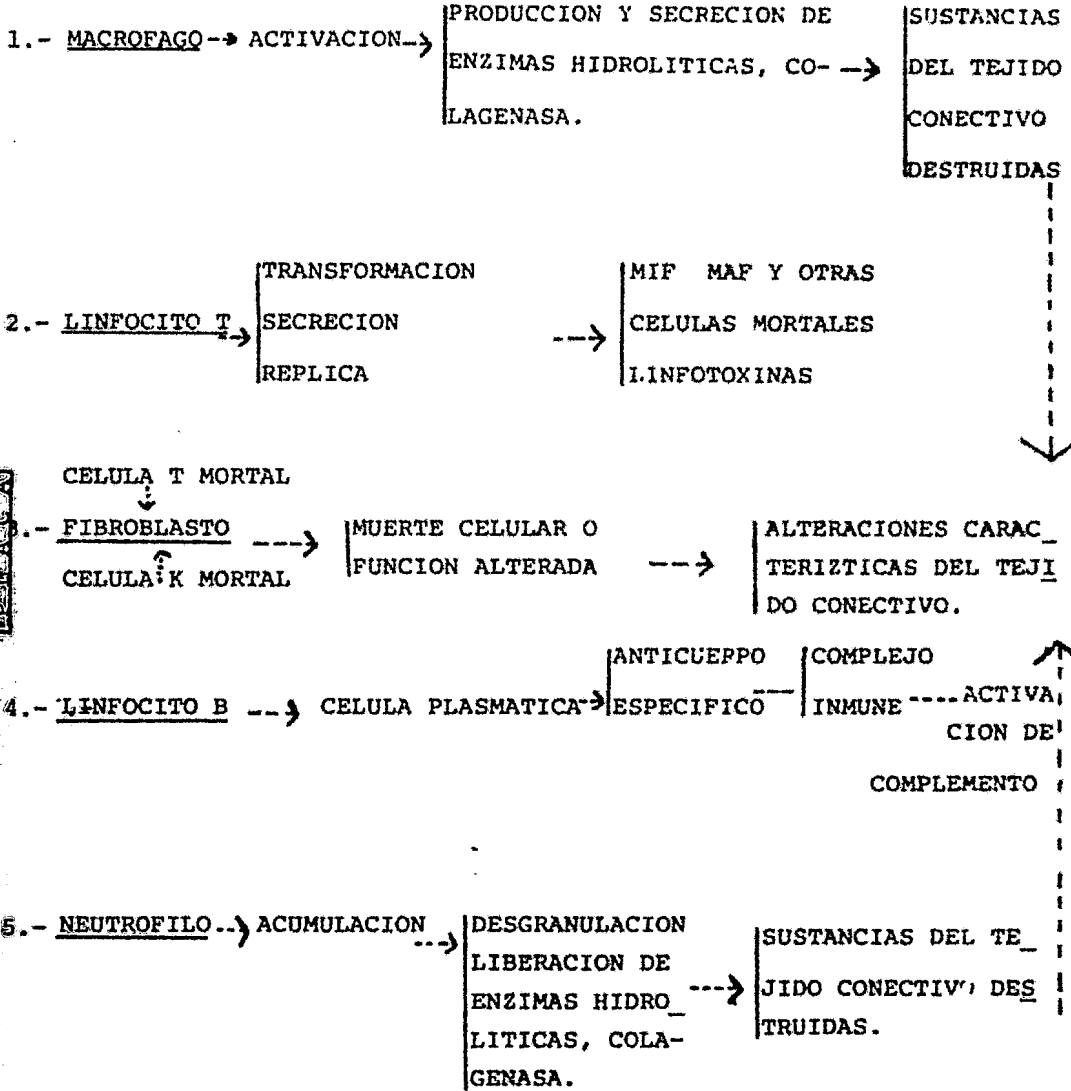 1.- MACROFAGO ACTIVACION
PRODUCCION Y SECRECION DE
ENZIMAS HIDROLITICAS, CO-
LAGENASA.
SUSTANCIAS
DEL TEJIDO
CONECTIVO
DESTRUIDAS
2.- LINFOCITO T
TRANSFORMACION
SECRECION
REPLICA
MIF MAF Y OTRAS
CELULAS MORTALES
LINFOTOXINAS
CELULA T MORTAL
3.- FIBROBLASTO
CELULA K MORTAL
MUERTE CELULAR O
FUNCION ALTERADA
ALTERACIONES CARAC_
TERIZTICAS DEL TEJI
DO CONECTIVO.
4.- LINFOCITO B CELULA PLASMATICA
ANTICUERPO
ESPECIFICO
COMPLEJO
INMUNE
ACTIVA
CION DE
COMPLEMENTO
5.- NEUTROFILO ACUMULACION
DESGRANULACION
LIBERACION DE
ENZIMAS HIDRO_
LITICAS, COLA-
GENASA.
SUSTANCIAS DEL TE_
JIDO CONECTIVO DES
TRUIDAS.